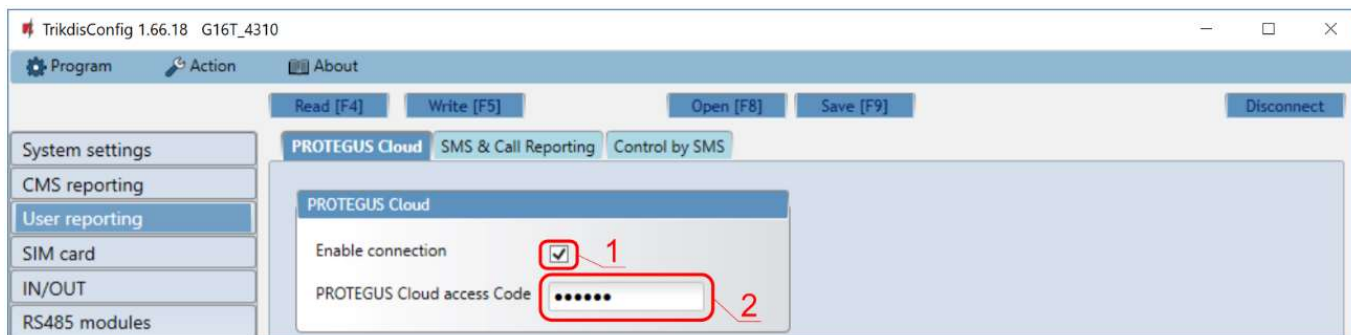 TrikdisConfig 1.66.18 G16T_4310
Program Action About
Read [F4] Write [F5] Open [F8] Save [F9] Disconnect
System settings
CMS reporting
User reporting
SIM card
IN/OUT
RS485 modules
PROTEGUS Cloud SMS & Call Reporting Control by SMS
PROTEGUS Cloud
Enable connection 1
PROTEGUS Cloud access Code •••••• 2